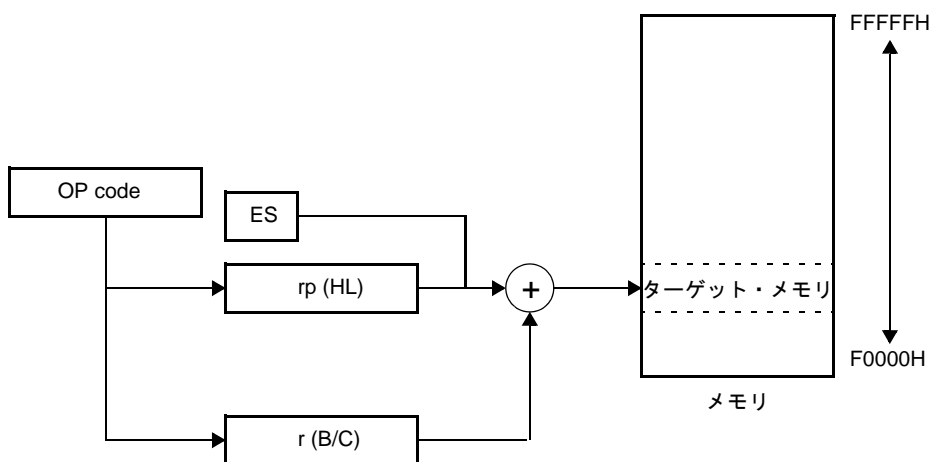 FFFFFH
OP code
ES
rp (HL)
+
ターゲット・メモリ
F0000H
メモリ
r (B/C)